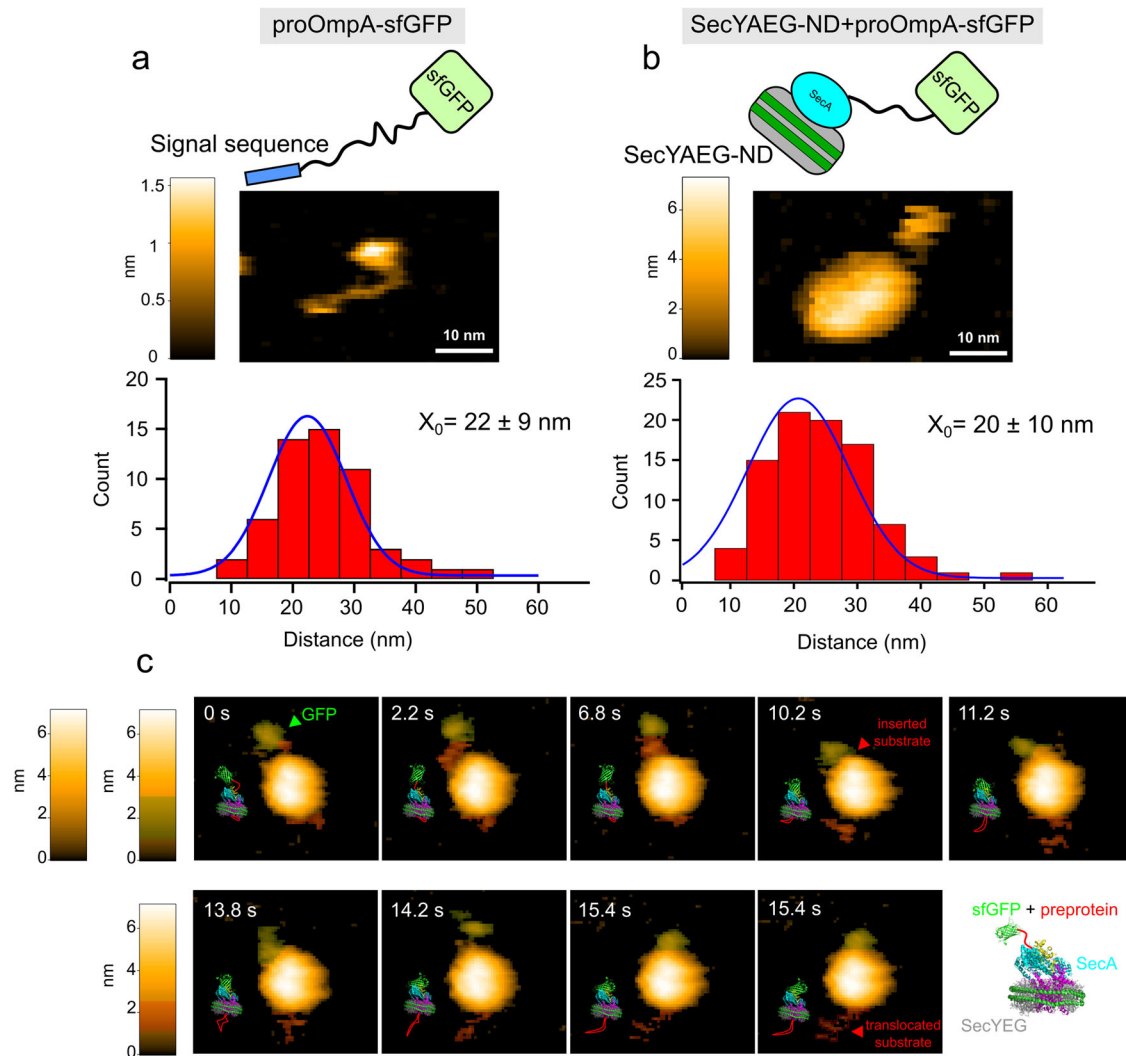 proOmpA-sfGFP
SecYAEG-ND+proOmpA-sfGFP
a
sfGFP
Signal sequence
1.5
1
0.5
0
nm
10 nm
b
SecA
sfGFP
SecYAEG-ND
6
4
2
0
nm
10 nm
20
15
10
5
0
Count
X0= 22 ± 9 nm
0 10 20 30 40 50 60
Distance (nm)
25
20
15
10
5
0
Count
X0= 20 ± 10 nm
0 10 20 30 40 50 60
Distance (nm)
c
6
4
2
0
nm
6
4
2
0
nm
0 s
GFP
2.2 s
6.8 s
10.2 s
inserted
substrate
11.2 s
6
4
2
0
nm
13.8 s
14.2 s
15.4 s
15.4 s
translocated
substrate
sfGFP + preprotein
SecA
SecYEG